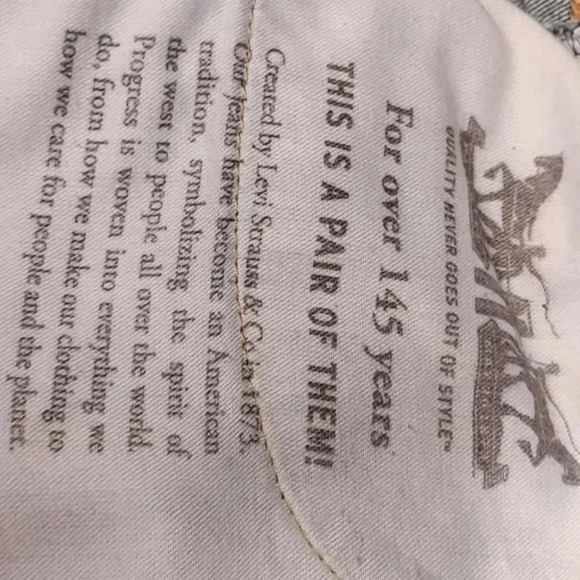 QUALITY NEVER GOES OUT OF STYLE™
For over 145 years
THIS IS A PAIR OF THEM!
Created by Levi Strauss & Co in 1873.
Our jeans have become an American
tradition, symbolizing the spirit of
the west to people all over the world.
Progress is woven into everything we
do, from how we make our clothing to
how we care for people and the planet.